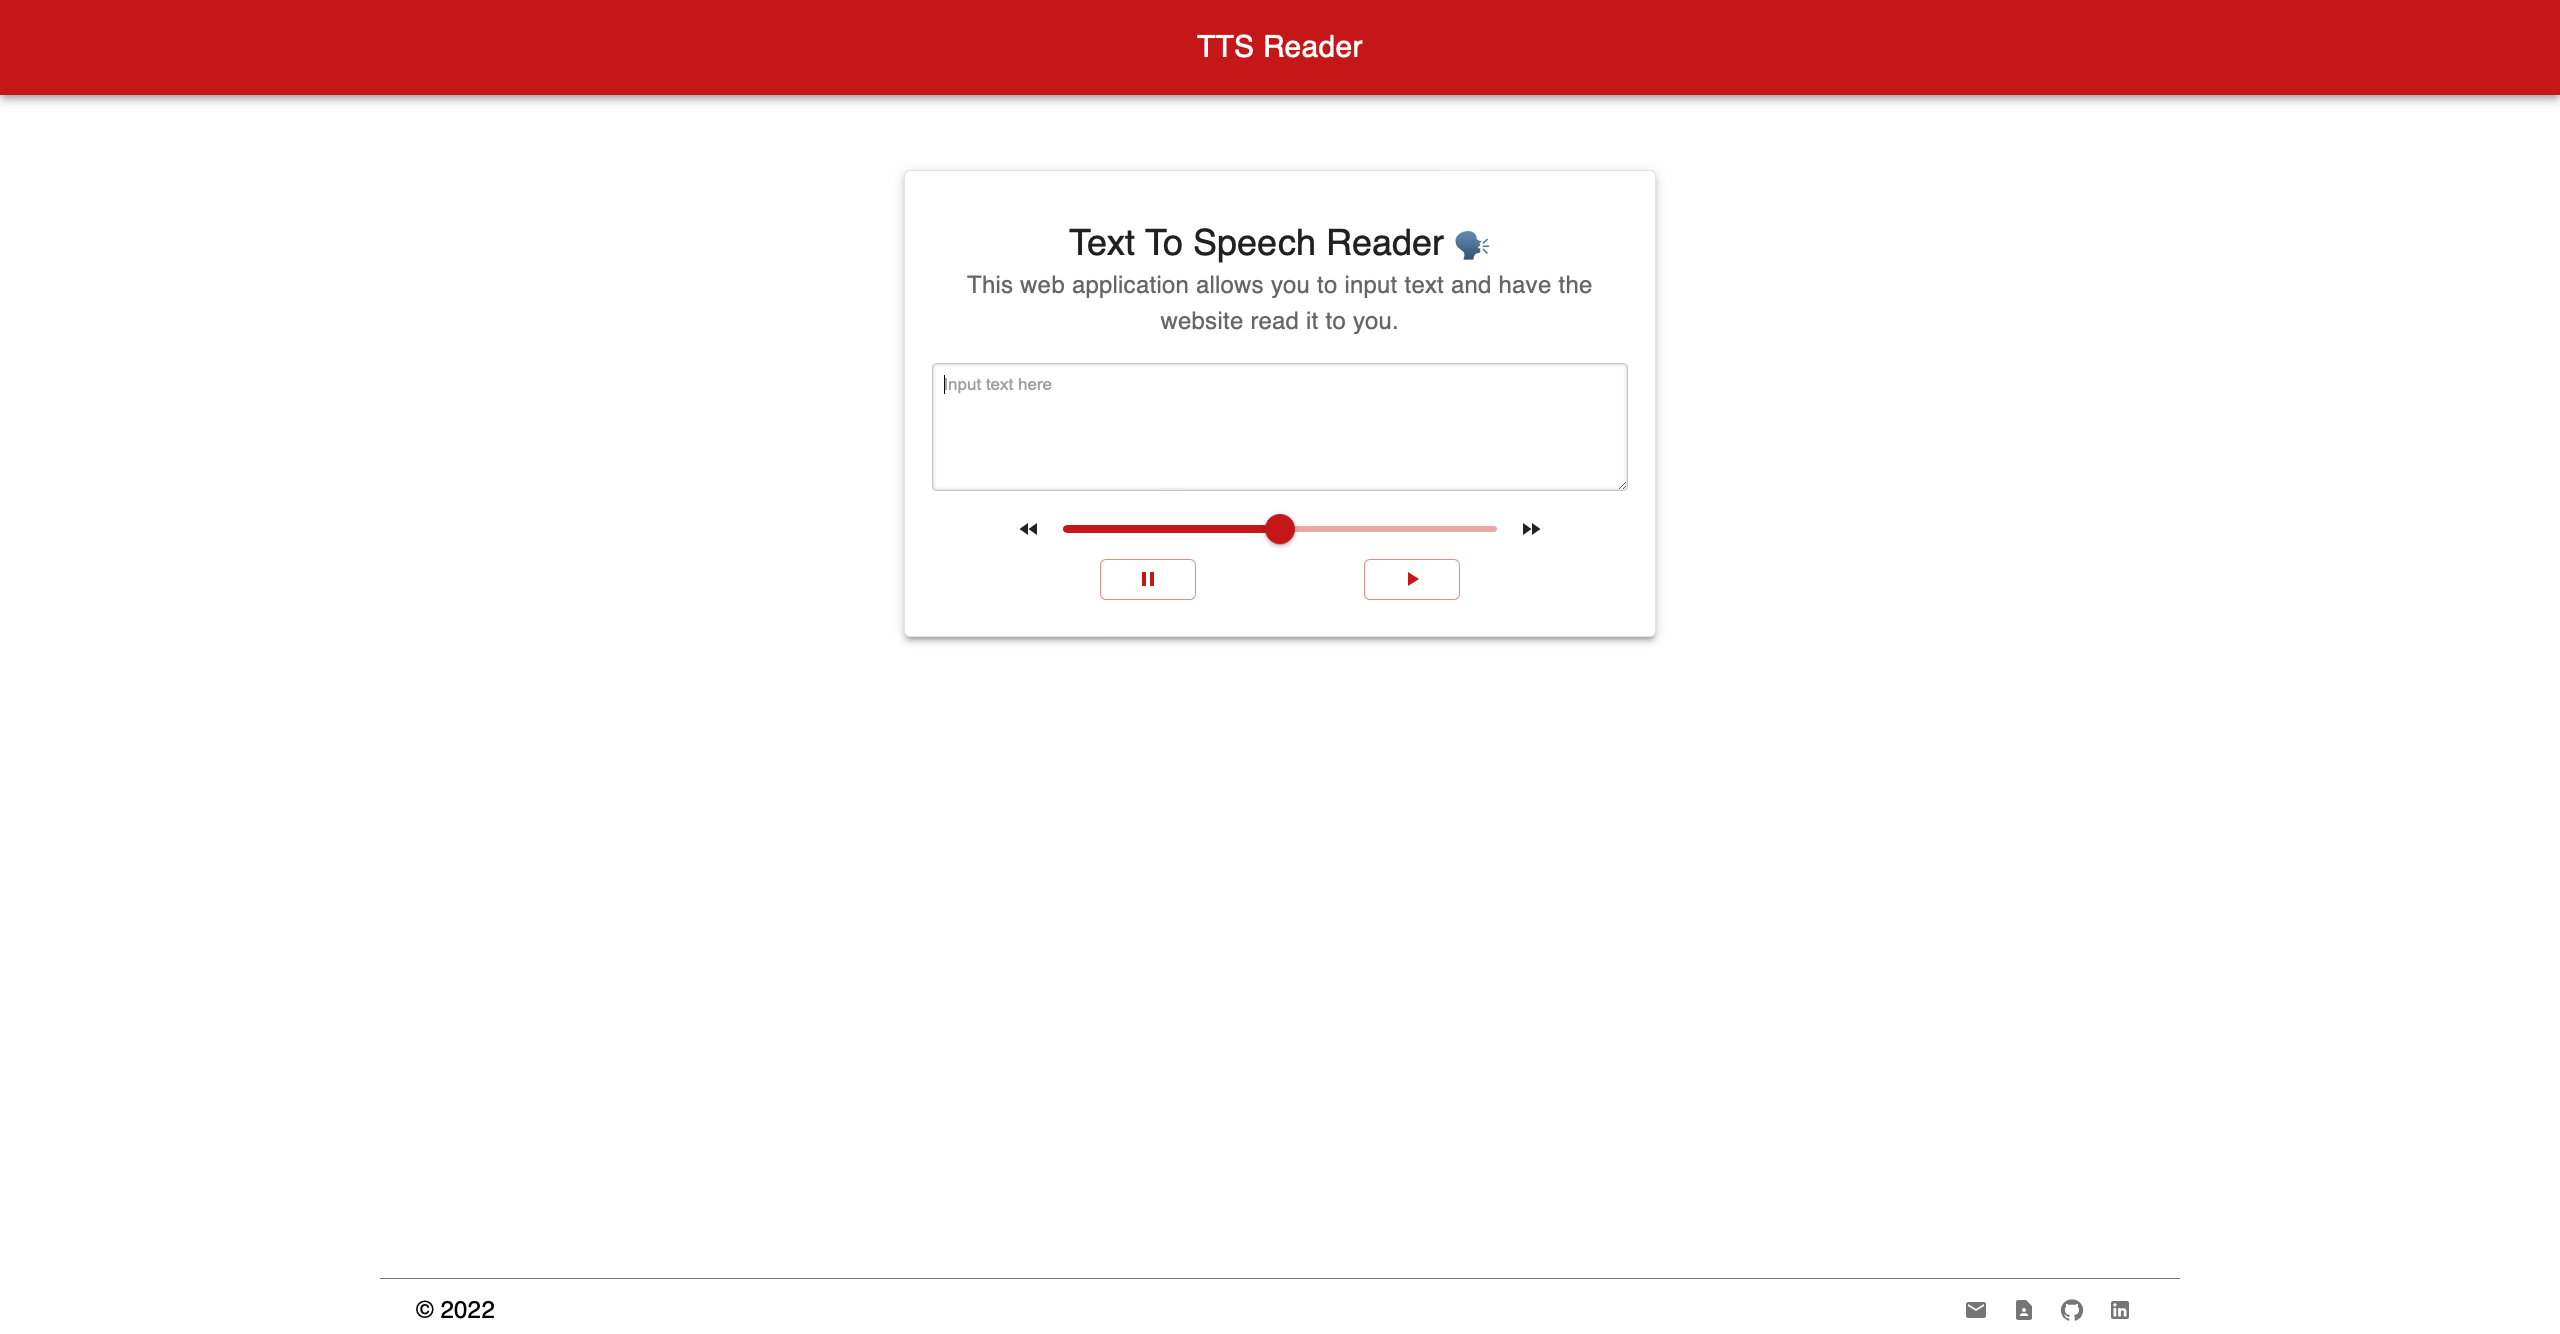 TTS Reader
Text To Speech Reader
This web application allows you to input text and have the
website read it to you.
Input text here
© 2022